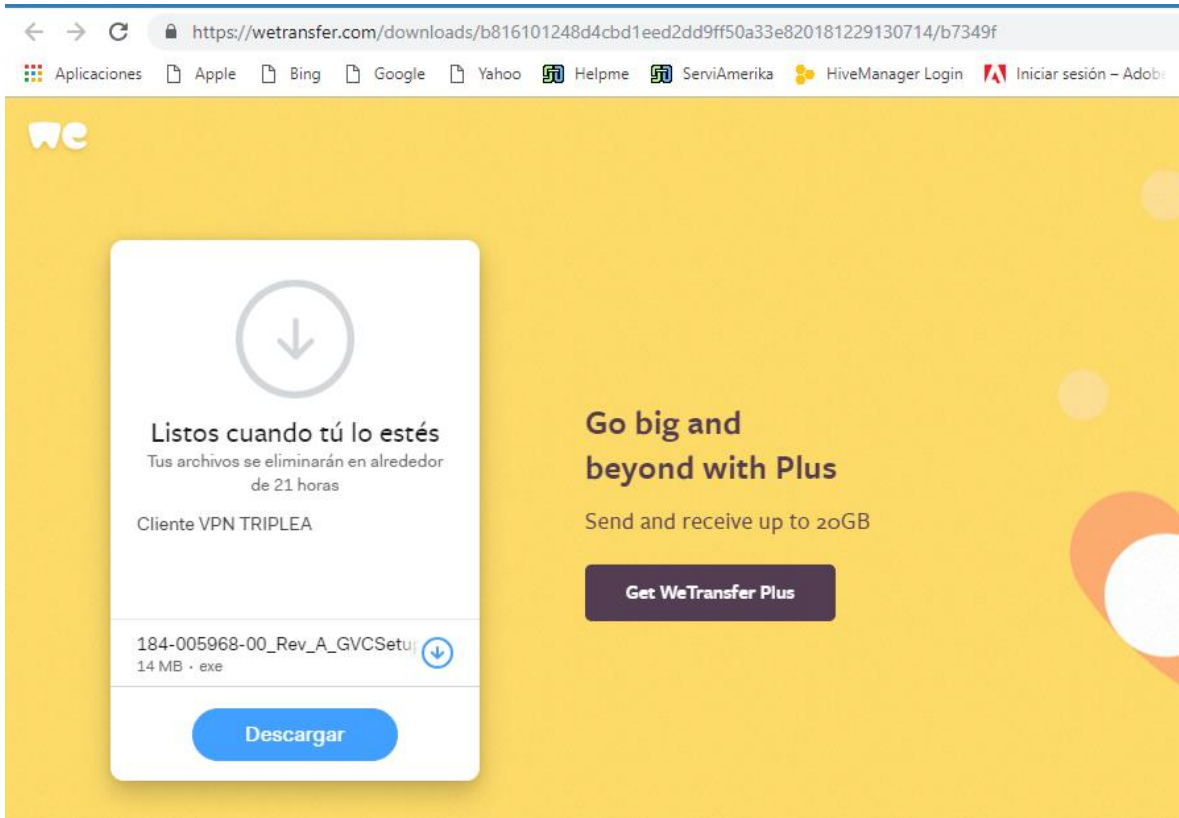 https://wetransfer.com/downloads/b816101248d4cbd1eed2dd9ff50a33e820181229130714/b7349f
Aplicaciones Apple Bing Google Yahoo Helpme ServiAmerika HiveManager Login Iniciar sesión – Adobe
we
Listos cuando tú lo estés
Tus archivos se eliminarán en alrededor
de 21 horas
Cliente VPN TRIPLEA
184-005968-00_Rev_A_GVCSetup
14 MB · exe
Descargar
Go big and
beyond with Plus
Send and receive up to 20GB
Get WeTransfer Plus